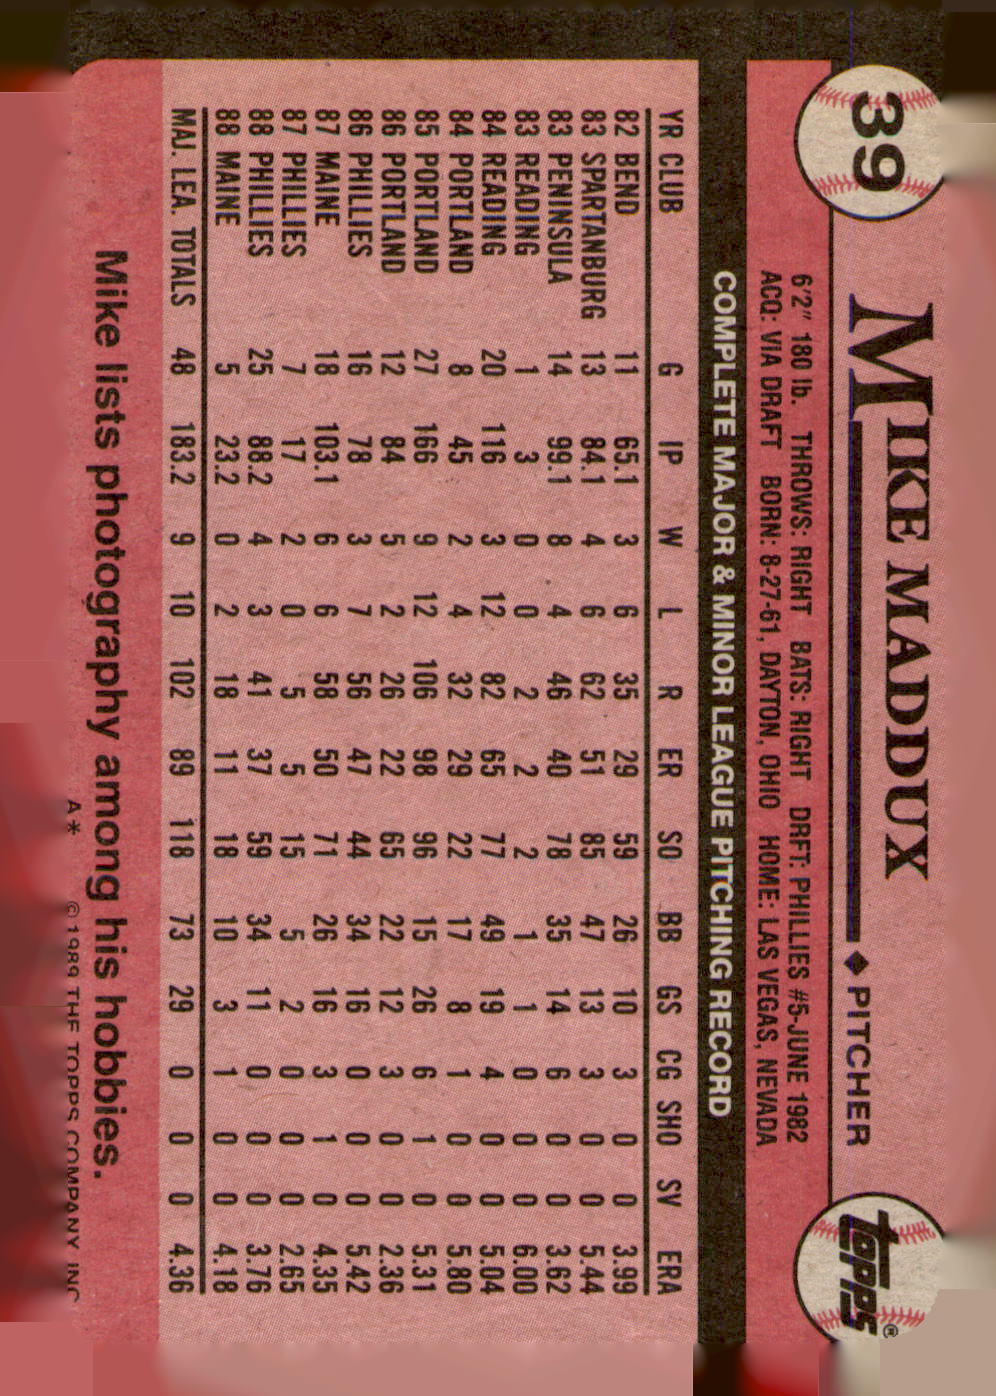 39
MIKE MADDUX ♦ PITCHER
topps®
6'2" 180 lb. THROWS: RIGHT BATS: RIGHT DRFT: PHILLIES #5-JUNE 1982
ACQ: VIA DRAFT BORN: 8-27-61, DAYTON, OHIO HOME: LAS VEGAS, NEVADA
COMPLETE MAJOR & MINOR LEAGUE PITCHING RECORD
YR CLUB G IP W L R ER SO BB GS CG SHO SV ERA
82 BEND 11 65.1 3 6 35 29 59 26 10 3 0 0 3.99
83 SPARTANBURG 13 84.1 4 6 62 51 85 47 13 3 0 0 5.44
83 PENINSULA 14 99.1 8 4 46 40 78 35 14 6 0 0 3.62
83 READING 1 3 0 0 2 2 2 1 1 0 0 0 6.00
84 READING 20 116 3 12 82 65 77 49 19 4 0 0 5.04
84 PORTLAND 8 45 2 4 32 29 22 17 8 1 0 0 5.80
85 PORTLAND 27 166 9 12 106 98 96 15 26 6 1 0 5.31
86 PORTLAND 12 84 5 2 26 22 65 22 12 3 0 0 2.36
86 PHILLIES 16 78 3 7 56 47 44 34 16 0 0 0 5.42
87 MAINE 18 103.1 6 6 58 50 71 26 16 3 1 0 4.35
87 PHILLIES 7 17 2 0 5 5 15 5 2 0 0 0 2.65
88 PHILLIES 25 88.2 4 3 41 37 59 34 11 0 0 0 3.76
88 MAINE 5 23.2 0 2 18 11 18 10 3 1 0 0 4.18
MAJ. LEA. TOTALS 48 183.2 9 10 102 89 118 73 29 0 0 0 4.36
Mike lists photography among his hobbies.
A* © 1989 THE TOPPS COMPANY INC